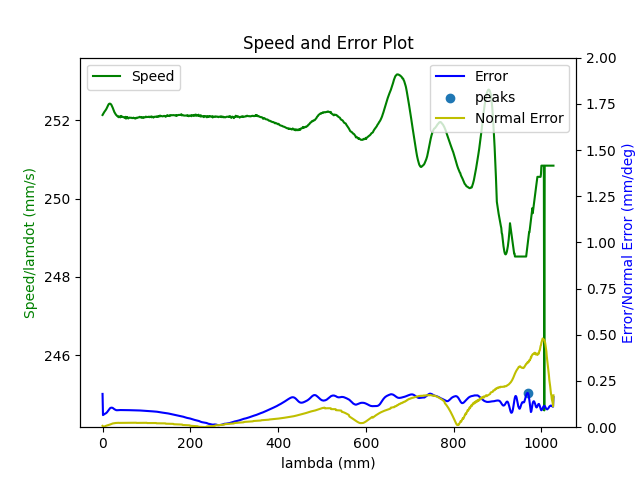 Speed and Error Plot
Speed
Error
peaks
Normal Error
Speed/lamdot (mm/s)
252
250
248
246
2.00
1.75
1.50
1.25
1.00
0.75
0.50
0.25
0.00
Error/Normal Error (mm/deg)
0 200 400 600 800 1000
lambda (mm)